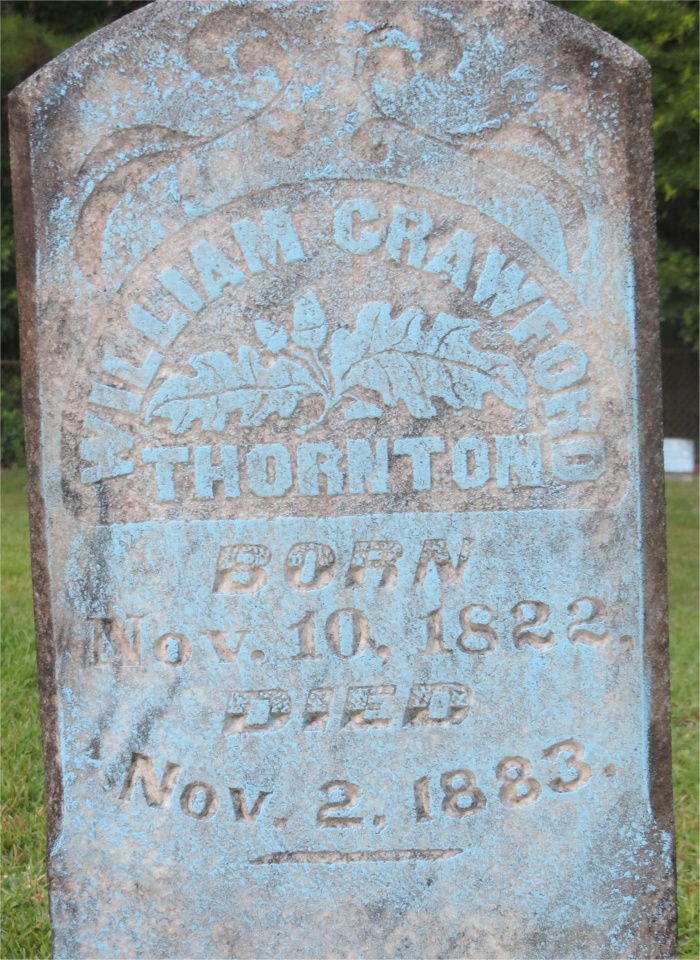 WILLIAM CRAWFORD
THORNTON
BORN
Nov. 10, 1822.
DIED
Nov. 2, 1883.